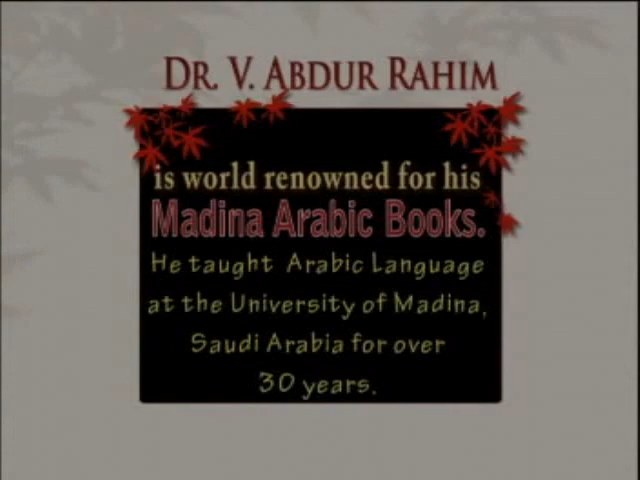 DR. V. ABDUR RAHIM
is world renowned for his
Madina Arabic Books.
He taught Arabic Language
at the University of Madina,
Saudi Arabia for over
30 years.